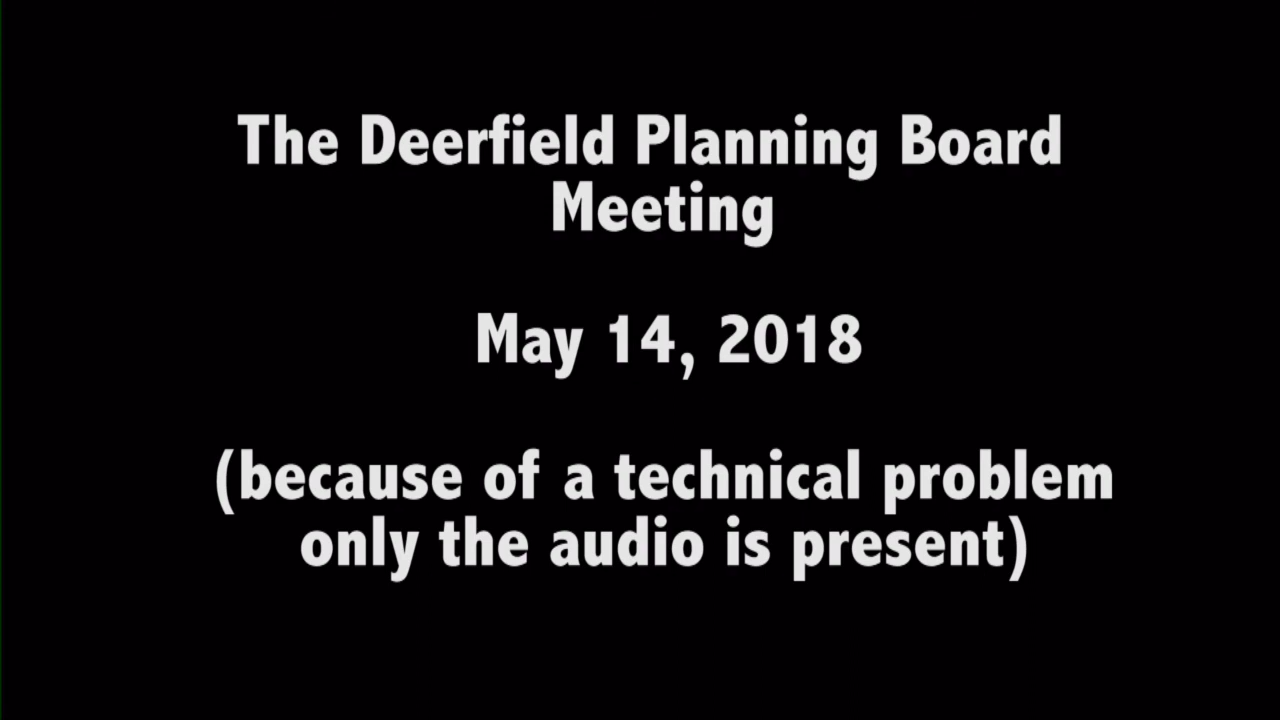 The Deerfield Planning Board
Meeting
May 14, 2018
(because of a technical problem
only the audio is present)